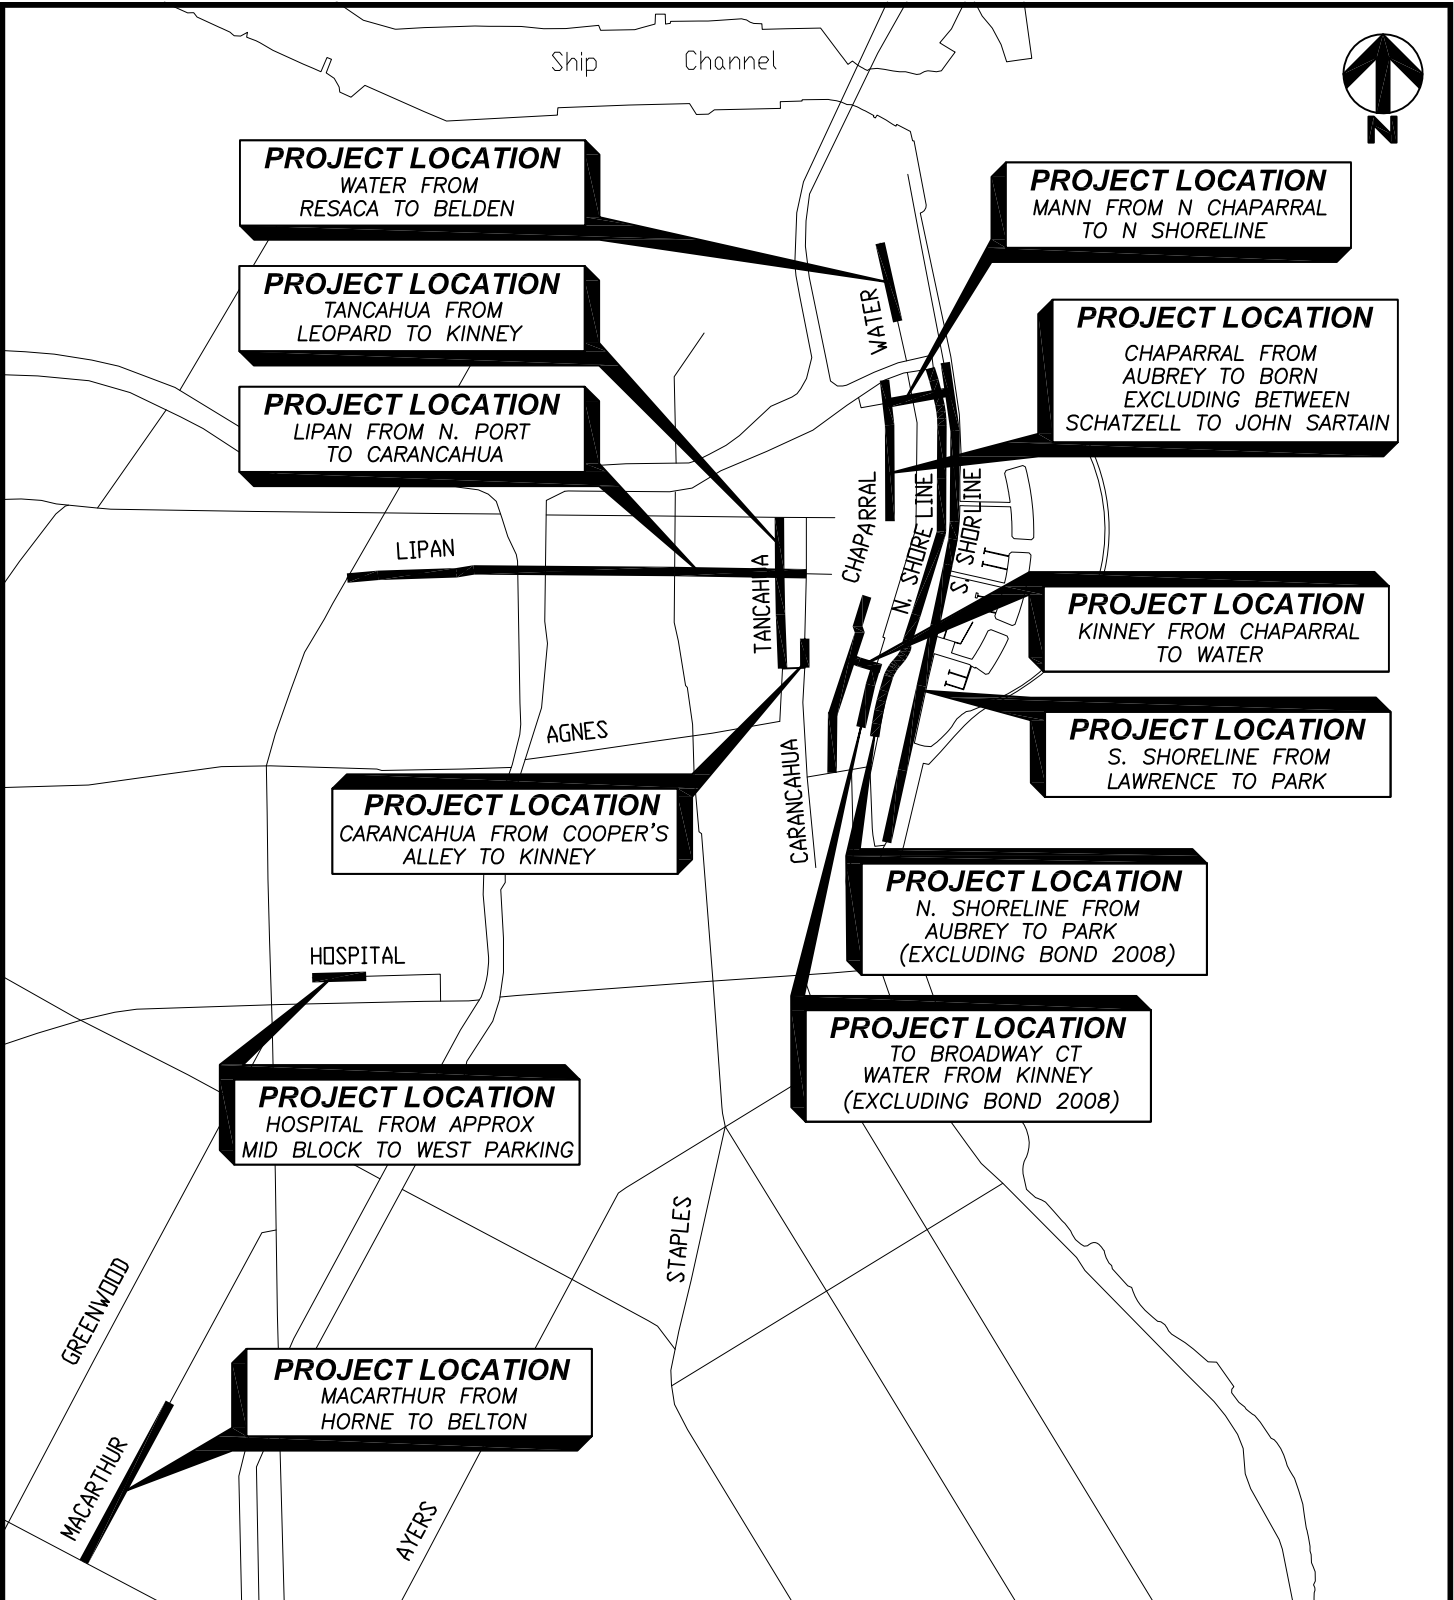 Ship Channel
N
PROJECT LOCATION
WATER FROM
RESACA TO BELDEN
PROJECT LOCATION
MANN FROM N CHAPARRAL
TO N SHORELINE
PROJECT LOCATION
TANCAHUA FROM
LEOPARD TO KINNEY
WATER
PROJECT LOCATION
CHAPARRAL FROM
AUBREY TO BORN
EXCLUDING BETWEEN
SCHATZELL TO JOHN SARTAIN
PROJECT LOCATION
LIPAN FROM N. PORT
TO CARANCAHUA
LIPAN
TANCAHUA
CHAPARRAL
N. SHORE LINE
S. SHORLINE
PROJECT LOCATION
KINNEY FROM CHAPARRAL
TO WATER
AGNES
CARANCAHUA
PROJECT LOCATION
S. SHORELINE FROM
LAWRENCE TO PARK
PROJECT LOCATION
CARANCAHUA FROM COOPER'S
ALLEY TO KINNEY
PROJECT LOCATION
N. SHORELINE FROM
AUBREY TO PARK
(EXCLUDING BOND 2008)
HOSPITAL
PROJECT LOCATION
TO BROADWAY CT
WATER FROM KINNEY
(EXCLUDING BOND 2008)
PROJECT LOCATION
HOSPITAL FROM APPROX
MID BLOCK TO WEST PARKING
STAPLES
GREENWOOD
PROJECT LOCATION
MACARTHUR FROM
HORNE TO BELTON
MACARTHUR
AYERS